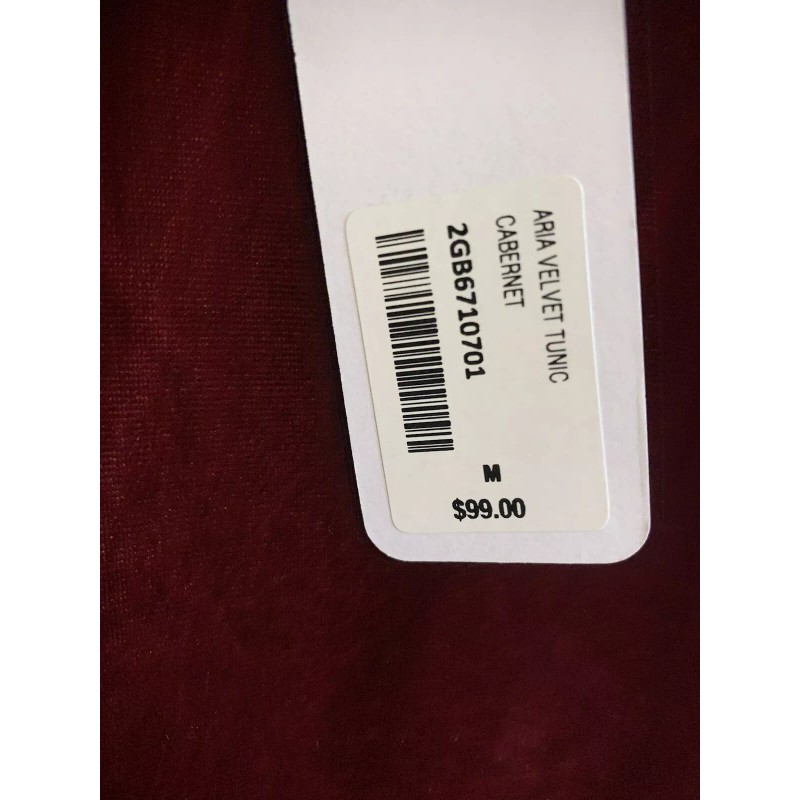 ARIA VELVET TUNIC
CABERNET
2GB6710701
M
$99.00